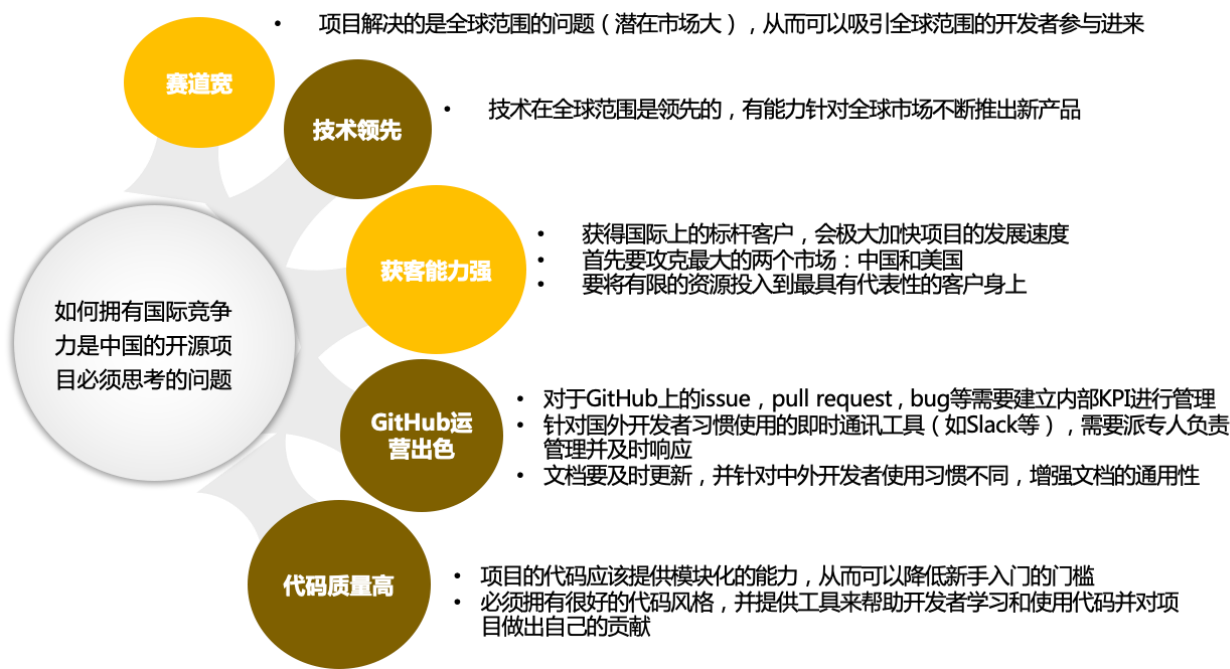 • 项目解决的是全球范围的问题（潜在市场大），从而可以吸引全球范围的开发者参与进来
赛道宽
技术领先
• 技术在全球范围是领先的，有能力针对全球市场不断推出新产品
获客能力强
• 获得国际上的标杆客户，会极大加快项目的发展速度
• 首先要攻克最大的两个市场：中国和美国
• 要将有限的资源投入到最具有代表性的客户身上
如何拥有国际竞争
力是中国的开源项
目必须思考的问题
GitHub运
营出色
• 对于GitHub上的issue，pull request , bug等需要建立内部KPI进行管理
• 针对国外开发者习惯使用的即时通讯工具（如Slack等），需要派专人负责
管理并及时响应
• 文档要及时更新，并针对中外开发者使用习惯不同，增强文档的通用性
代码质量高
• 项目的代码应该提供模块化的能力，从而可以降低新手入门的门槛
• 必须拥有很好的代码风格，并提供工具来帮助开发者学习和使用代码并对项
目做出自己的贡献